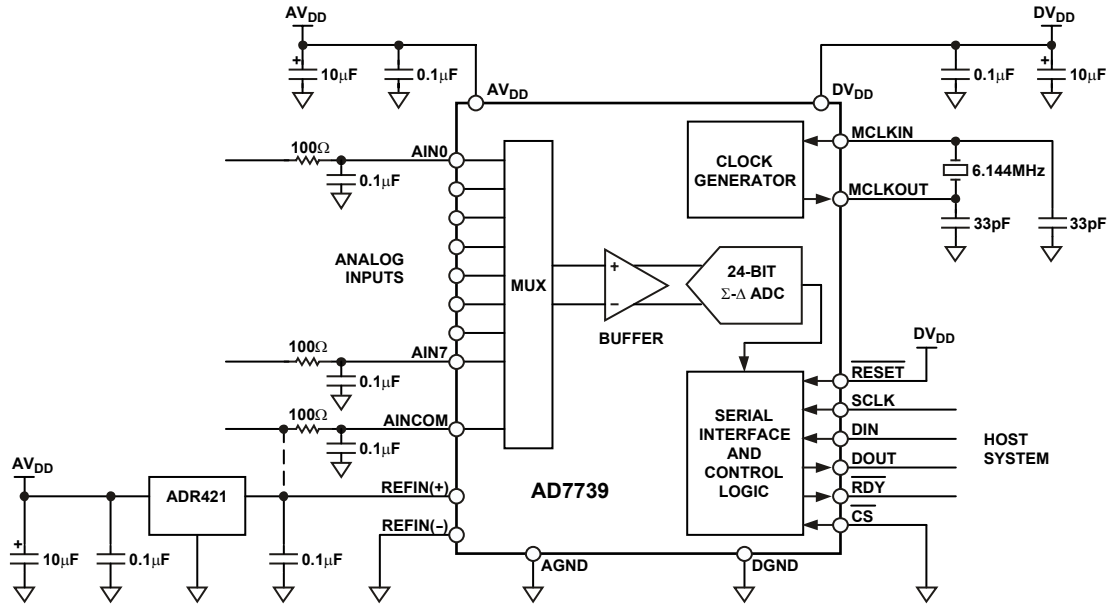 AVDD
DVDD
+
10μF
0.1μF
0.1μF
+
10μF
AVDD
DVDD
100Ω
AIN0
0.1μF
MCLKIN
CLOCK
GENERATOR
6.144MHz
MCLKOUT
33pF
33pF
ANALOG
INPUTS
MUX
+
–
BUFFER
24-BIT
Σ-Δ ADC
100Ω
AIN7
0.1μF
DVDD
RESET
100Ω
AINCOM
0.1μF
SCLK
SERIAL
INTERFACE
AND
CONTROL
LOGIC
DIN
HOST
SYSTEM
DOUT
AVDD
ADR421
REFIN(+)
AD7739
RDY
REFIN(–)
CS
+
10μF
0.1μF
0.1μF
AGND
DGND